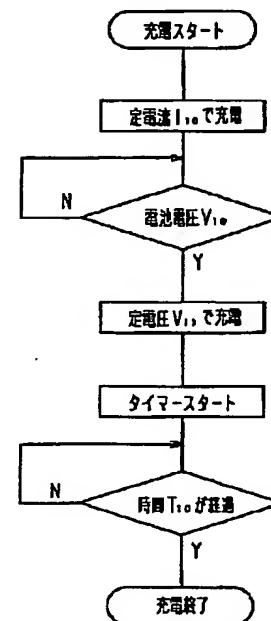 充電スタート
定電流I₁₀で充電
電池電圧V₁₀
N
Y
定電圧V₁₀で充電
タイマースタート
時間T₁₀が経過
N
Y
充電終了